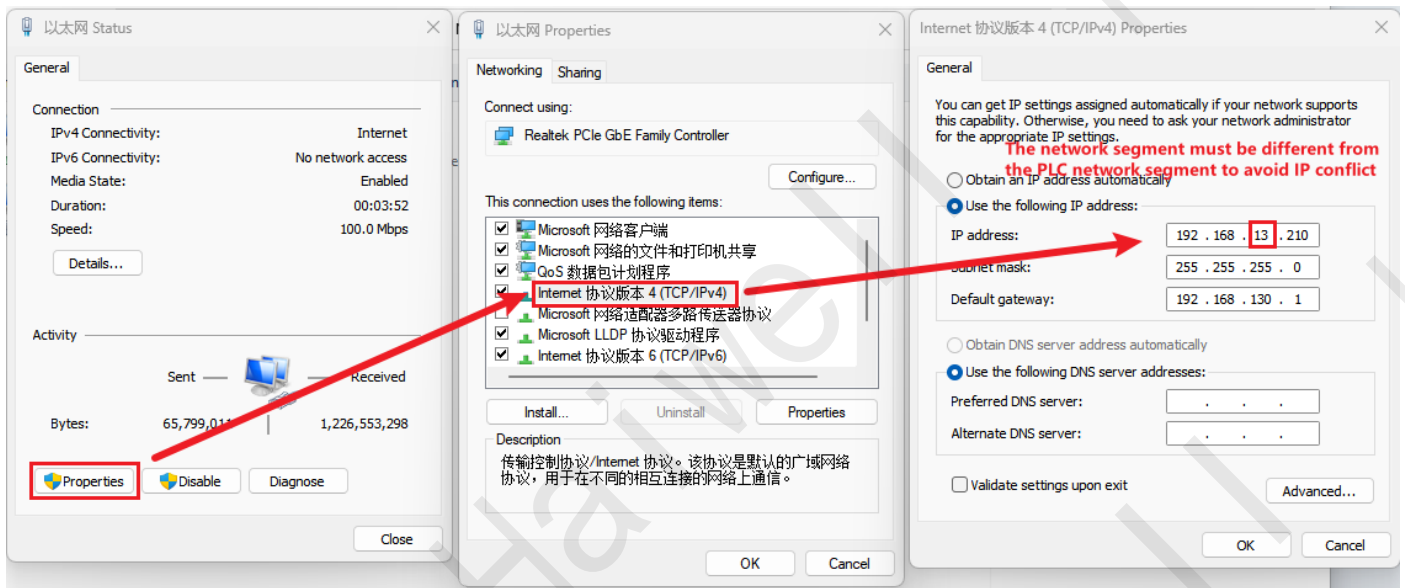 以太网 Status
General
Connection
IPv4 Connectivity: Internet
IPv6 Connectivity: No network access
Media State: Enabled
Duration: 00:03:52
Speed: 100.0 Mbps
Details...
Activity
Sent
Received
Bytes: 65,799,011 1,226,553,298
Properties
Disable
Diagnose
Close
以太网 Properties
Networking
Sharing
Connect using:
Realtek PCIe GbE Family Controller
Configure...
This connection uses the following items:
Microsoft 网络客户端
Microsoft 网络的文件和打印机共享
QoS 数据包计划程序
Internet 协议版本 4 (TCP/IPv4)
Microsoft 网络适配器多路传送器协议
Microsoft LLDP 协议驱动程序
Internet 协议版本 6 (TCP/IPv6)
Install...
Uninstall
Properties
Description
传输控制协议/Internet 协议。该协议是默认的广域网络
协议，用于在不同的相互连接的网络上通信。
OK
Cancel
Internet 协议版本 4 (TCP/IPv4) Properties
General
You can get IP settings assigned automatically if your network supports
this capability. Otherwise, you need to ask your network administrator
for the appropriate IP settings.
The network segment must be different from
the PLC network segment to avoid IP conflict
Obtain an IP address automatically
Use the following IP address:
IP address: 192 . 168 . 13 . 210
Subnet mask: 255 . 255 . 255 . 0
Default gateway: 192 . 168 . 130 . 1
Obtain DNS server address automatically
Use the following DNS server addresses:
Preferred DNS server: . . .
Alternate DNS server: . . .
Validate settings upon exit
Advanced...
OK
Cancel
Haiwell